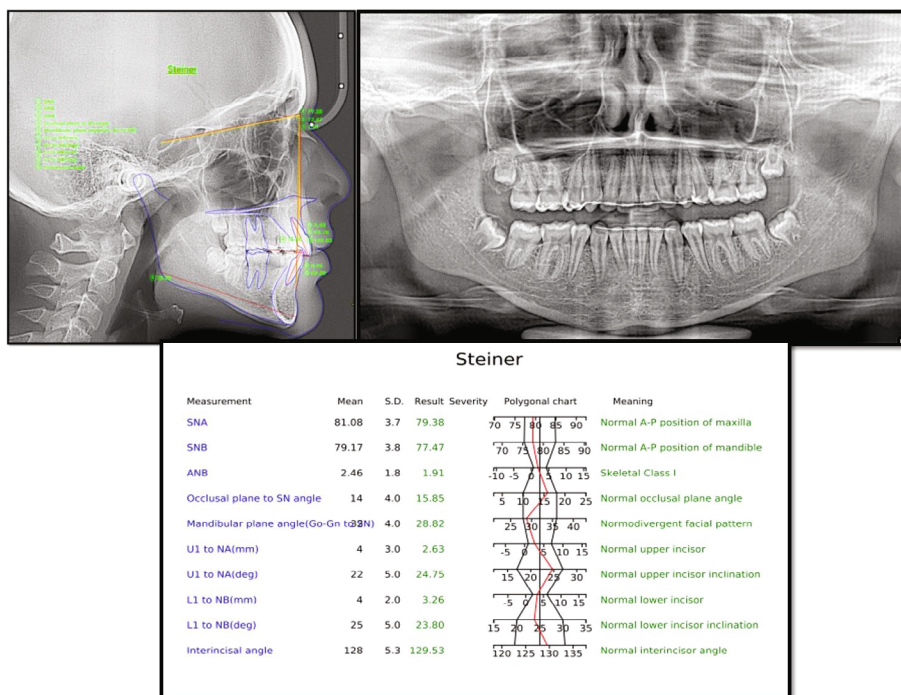 Steiner
Steiner
Measurement Mean S.D. Result Severity Polygonal chart Meaning
SNA 81.08 3.7 79.38 70 75 80 85 90 Normal A-P position of maxilla
SNB 79.17 3.8 77.47 70 75 80 85 90 Normal A-P position of mandible
ANB 2.46 1.8 1.91 -10 -5 0 5 10 15 Skeletal Class I
Occlusal plane to SN angle 14 4.0 15.85 5 10 15 20 25 Normal occlusal plane angle
Mandibular plane angle(Go-Gn to SN) 32 4.0 28.82 25 30 35 40 Normodivergent facial pattern
U1 to NA(mm) 4 3.0 2.63 -5 0 5 10 15 Normal upper incisor
U1 to NA(deg) 22 5.0 24.75 15 20 25 30 Normal upper incisor inclination
L1 to NB(mm) 4 2.0 3.26 -5 0 5 10 15 Normal lower incisor
L1 to NB(deg) 25 5.0 23.80 15 20 25 30 35 Normal lower incisor inclination
Interincisal angle 128 5.3 129.53 120 125 130 135 Normal interincisor angle